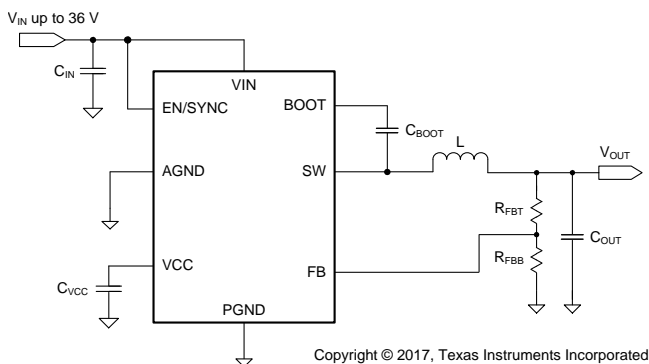 V_IN up to 36 V
C_IN
VIN
EN/SYNC
BOOT
C_BOOT
L
V_OUT
AGND
SW
R_FBT
C_OUT
R_FBB
VCC
FB
C_VCC
PGND
Copyright © 2017, Texas Instruments Incorporated